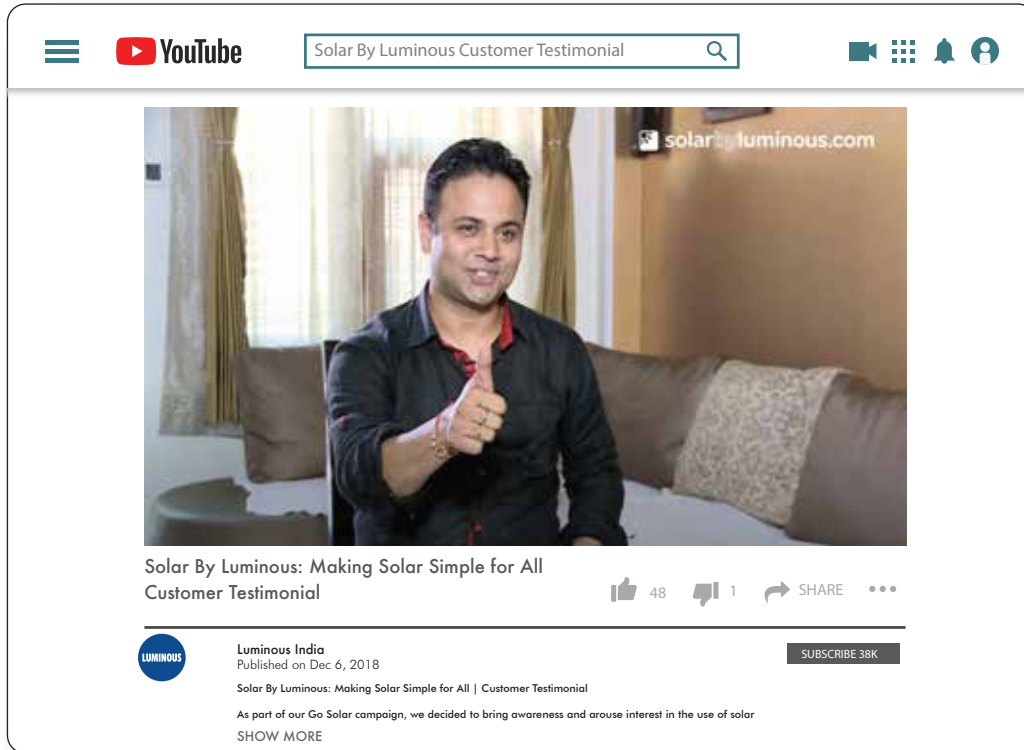 YouTube
Solar By Luminous Customer Testimonial
solarbyluminous.com
Solar By Luminous: Making Solar Simple for All
Customer Testimonial
48
1
SHARE
LUMINOUS
Luminous India
Published on Dec 6, 2018
SUBSCRIBE 38K
Solar By Luminous: Making Solar Simple for All | Customer Testimonial
As part of our Go Solar campaign, we decided to bring awareness and arouse interest in the use of solar
SHOW MORE